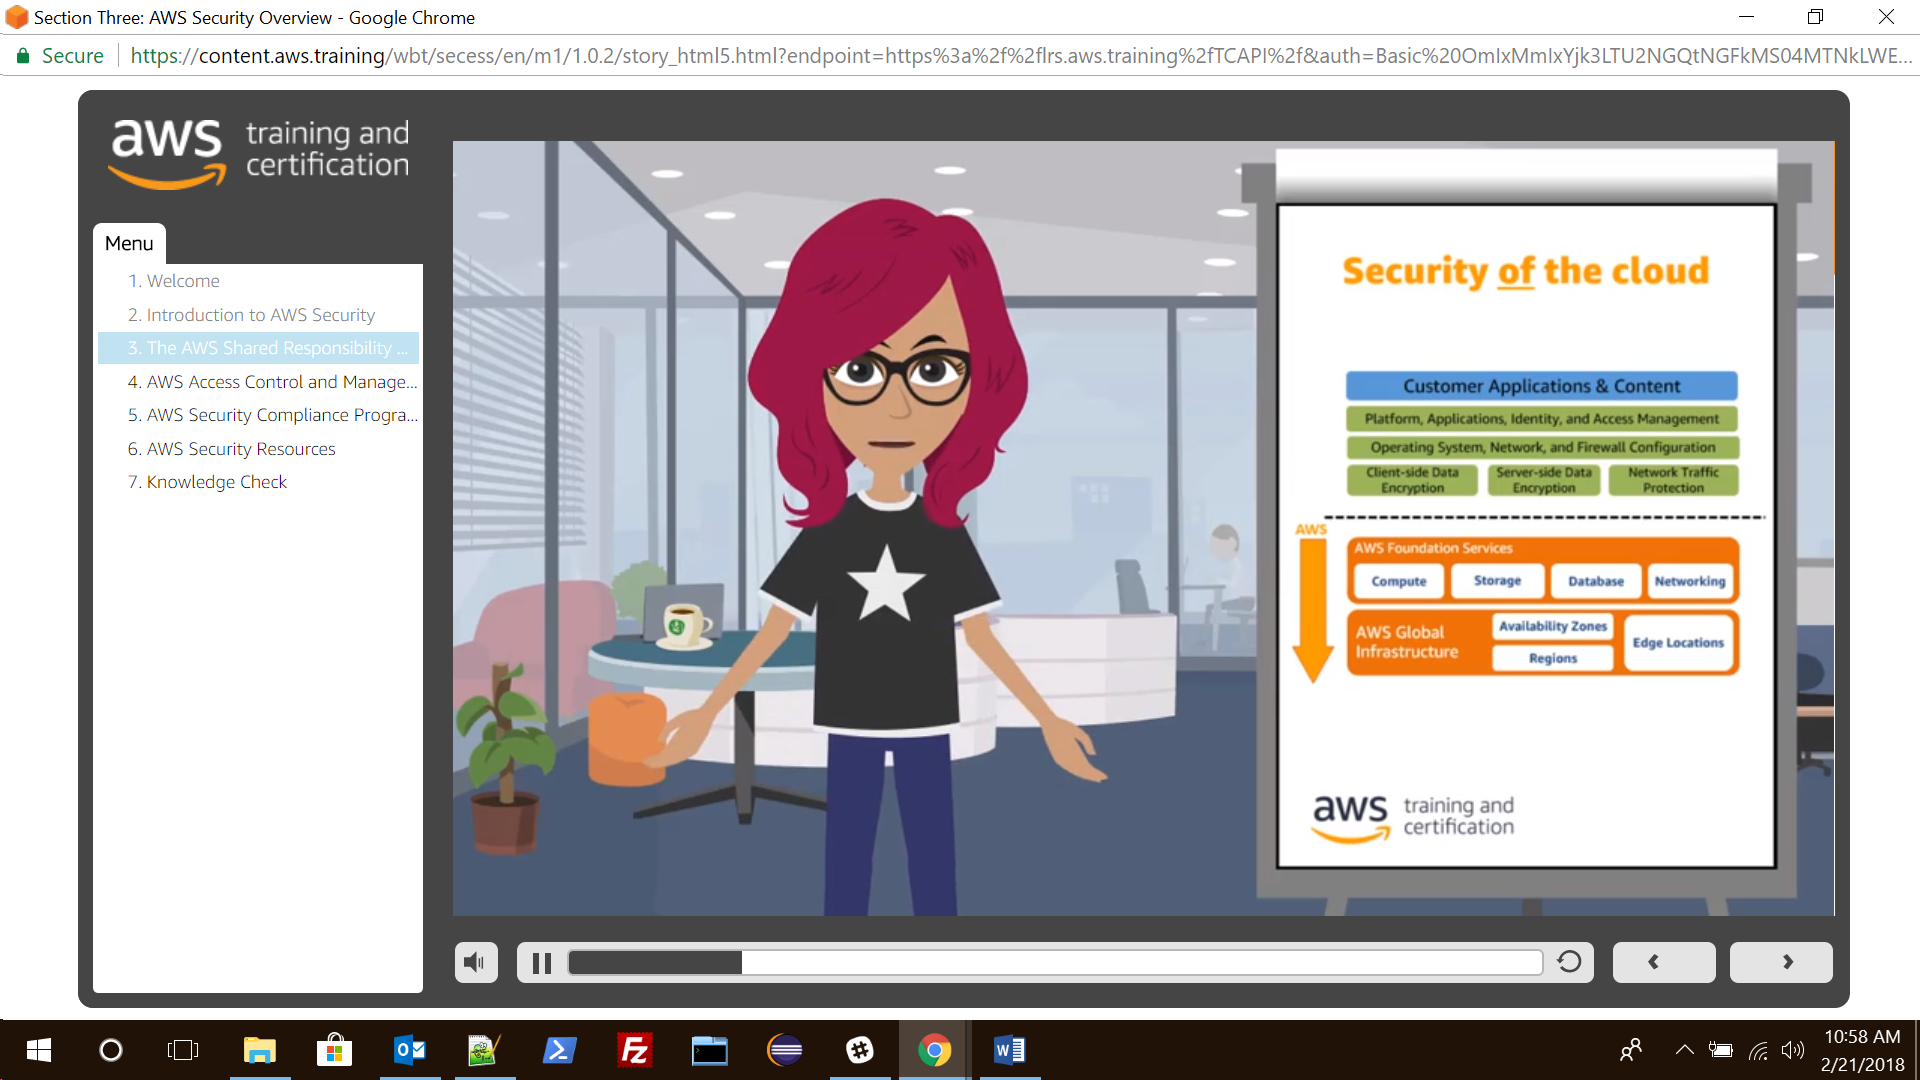 Section Three: AWS Security Overview - Google Chrome
Secure
https://content.aws.training/wbt/secess/en/m1/1.0.2/story_html5.html?endpoint=https%3a%2f%2flrs.aws.training%2fTCAPI%2f&auth=Basic%20OmIxMmIxYjk3LTU2NGQtNGFkMS04MTNkLWE...
aws training and certification
Menu
1. Welcome
2. Introduction to AWS Security
3. The AWS Shared Responsibility ...
4. AWS Access Control and Manage...
5. AWS Security Compliance Progra...
6. AWS Security Resources
7. Knowledge Check
Security of the cloud
Customer Applications & Content
Platform, Applications, Identity, and Access Management
Operating System, Network, and Firewall Configuration
Client-side Data Encryption
Server-side Data Encryption
Network Traffic Protection
AWS
AWS Foundation Services
Compute
Storage
Database
Networking
AWS Global Infrastructure
Availability Zones
Regions
Edge Locations
aws training and certification
10:58 AM
2/21/2018